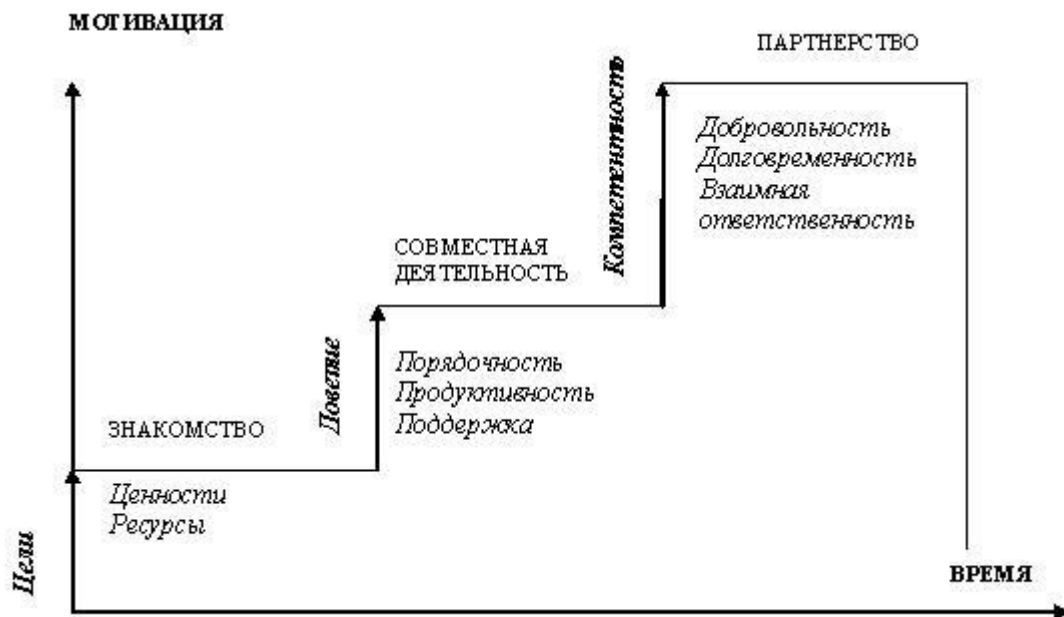 МОТИВАЦИЯ
ПАРТНЕРСТВО
Компетентность
Добровольность
Долговременность
Взаимная
ответственность
СОВМЕСТНАЯ
ДЕЯТЕЛЬНОСТЬ
Доверие
Порядочность
Продуктивность
Поддержка
ЗНАКОМСТВО
Ценности
Ресурсы
Цели
ВРЕМЯ